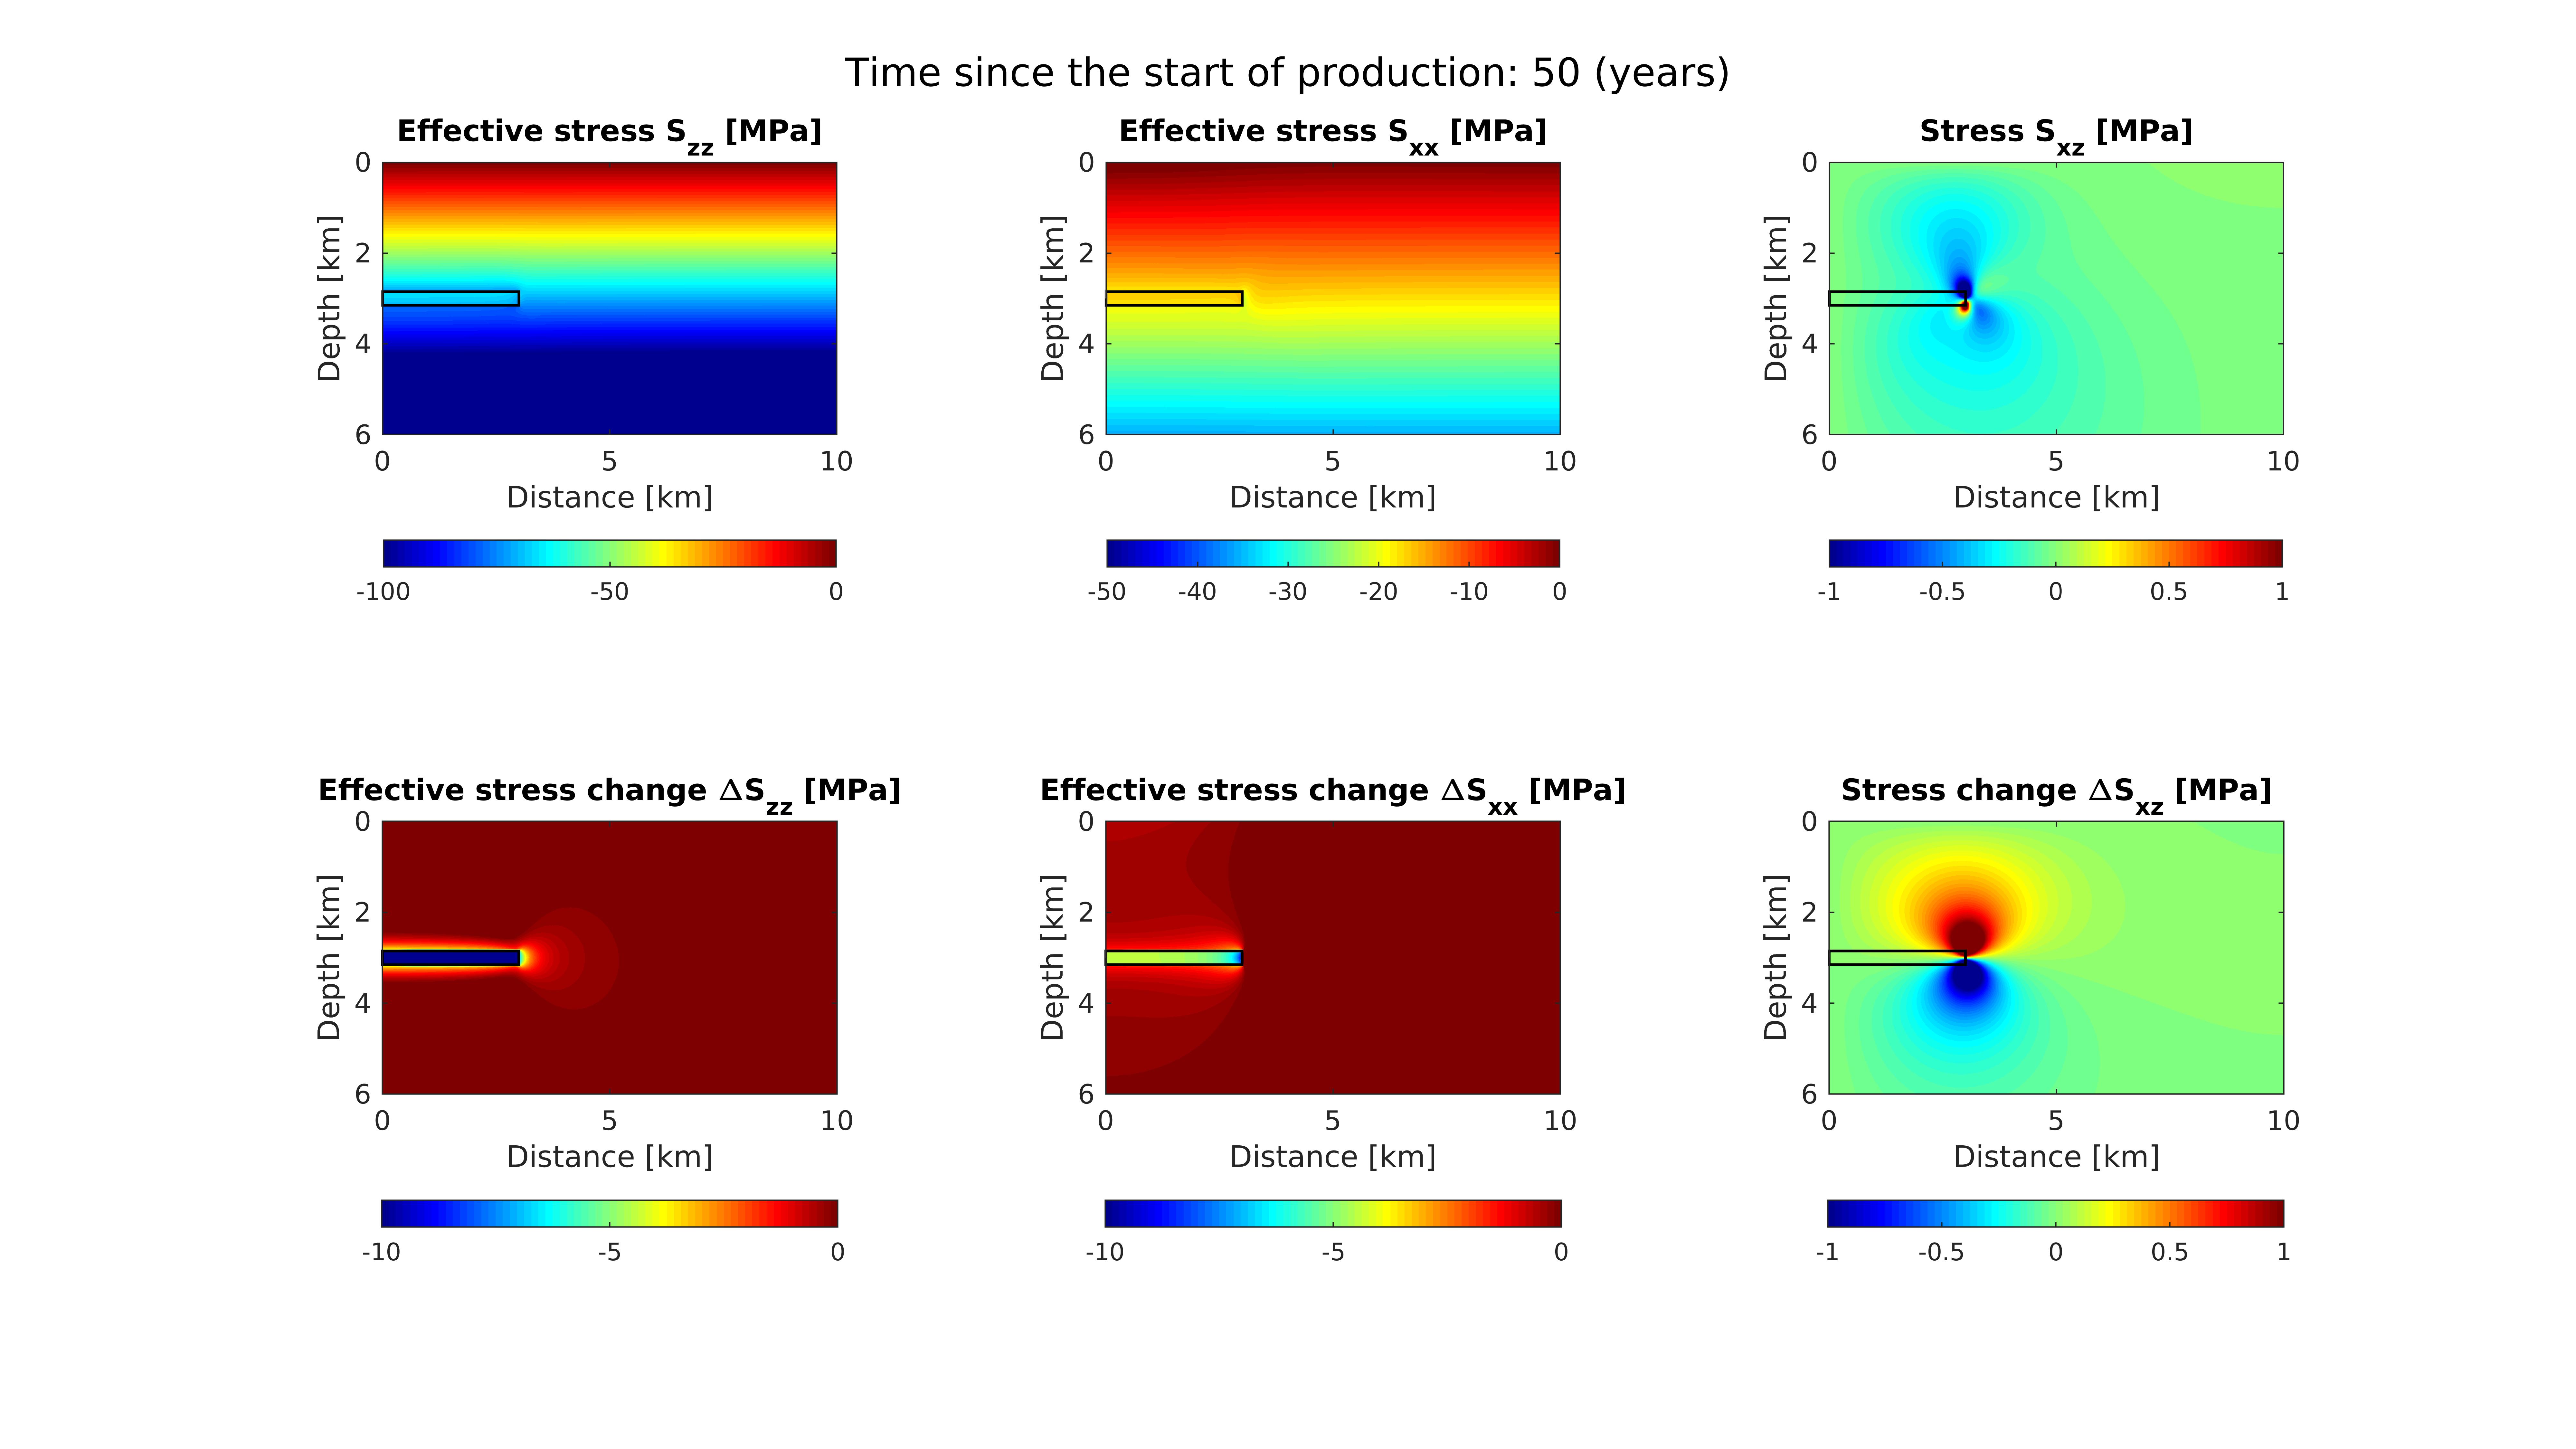 Time since the start of production: 50 (years)
Effective stress Szz [MPa]
0
2
4
6
Depth [km]
0 5 10
Distance [km]
-100 -50 0
Effective stress Sxx [MPa]
0
2
4
6
Depth [km]
0 5 10
Distance [km]
-50 -40 -30 -20 -10 0
Stress Sxz [MPa]
0
2
4
6
Depth [km]
0 5 10
Distance [km]
-1 -0.5 0 0.5 1
Effective stress change ΔSzz [MPa]
0
2
4
6
Depth [km]
0 5 10
Distance [km]
-10 -5 0
Effective stress change ΔSxx [MPa]
0
2
4
6
Depth [km]
0 5 10
Distance [km]
-10 -5 0
Stress change ΔSxz [MPa]
0
2
4
6
Depth [km]
0 5 10
Distance [km]
-1 -0.5 0 0.5 1